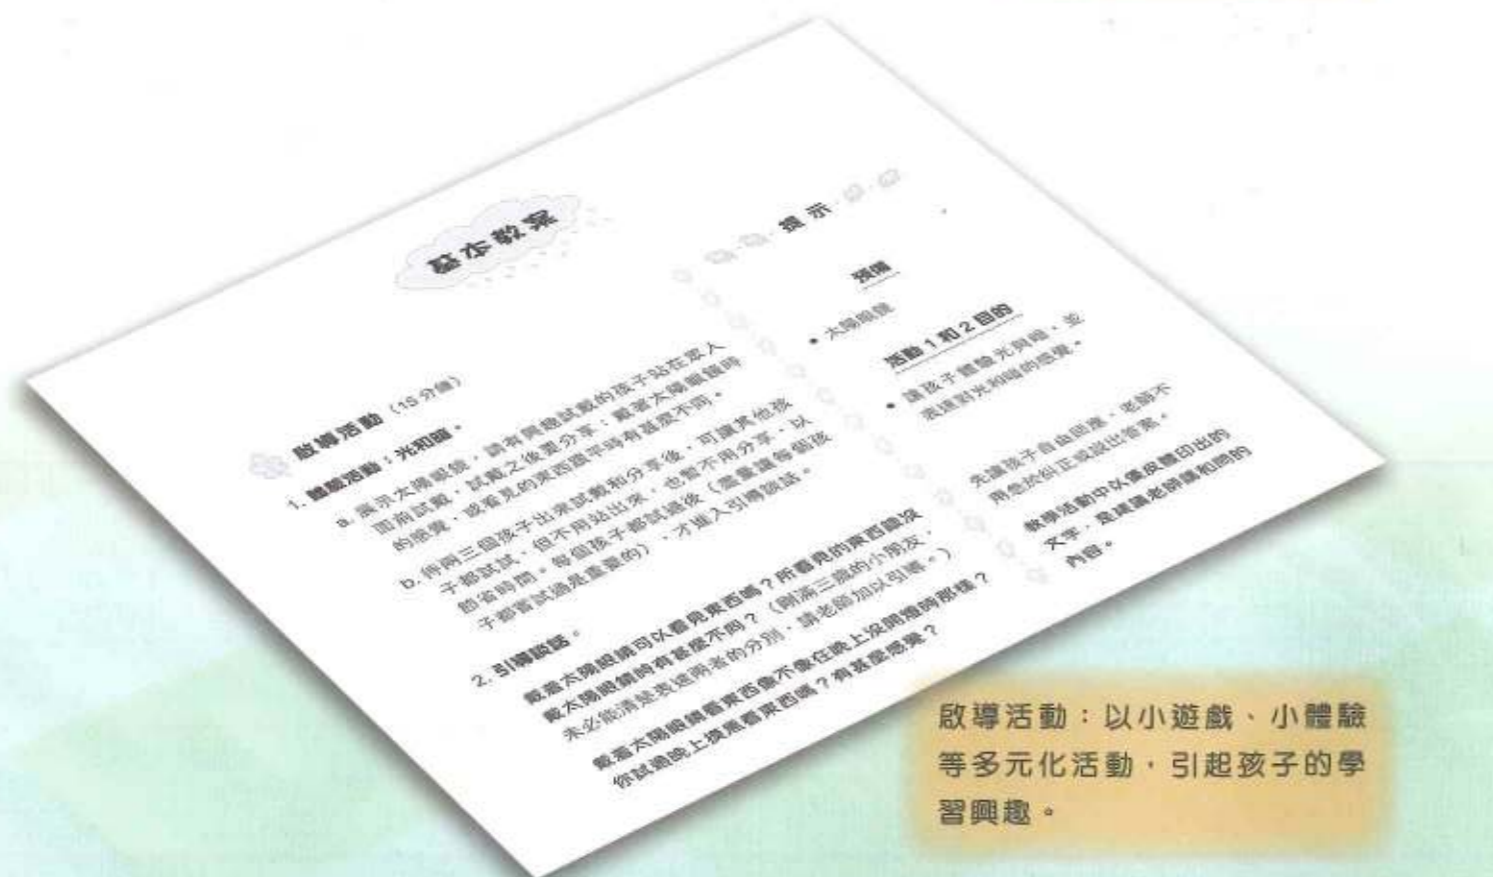 基本教案
啟導活動（15 分鐘）
1. 體驗活動：光和暗。
a. 展示太陽眼鏡，請有興趣試戴的孩子站在眾人
面前試戴，試戴之後要分享：戴著太陽眼鏡時
的感覺，或看見的東西跟平時有甚麼不同。
b. 待兩三個孩子出來試戴和分享後，可讓其他孩
子都試試，但不用站出來，也暫不用分享，以
節省時間。每個孩子都試過後（盡量讓每個孩
子都嘗試過是重要的），才進入引導說話。
2. 引導說話。
戴著太陽眼鏡可以看見東西嗎？所看見的東西跟沒
戴太陽眼鏡時有甚麼不同？（剛滿三歲的小朋友，
未必能清楚表達兩者的分別，請老師加以引導。）
戴著太陽眼鏡看東西像不像在晚上沒開燈時那樣？
你試過晚上摸黑看東西嗎？有甚麼感覺？
提示
預備
• 太陽眼鏡
活動 1 和 2 目的
• 讓孩子體驗光與暗，並
表達對光和暗的感覺。
先讓孩子自由回應，老師不
用急於糾正或說出答案。
教學活動中以像皮體印出的
文字，是建議老師講和問的
內容。
啟導活動：以小遊戲、小體驗
等多元化活動，引起孩子的學
習興趣。